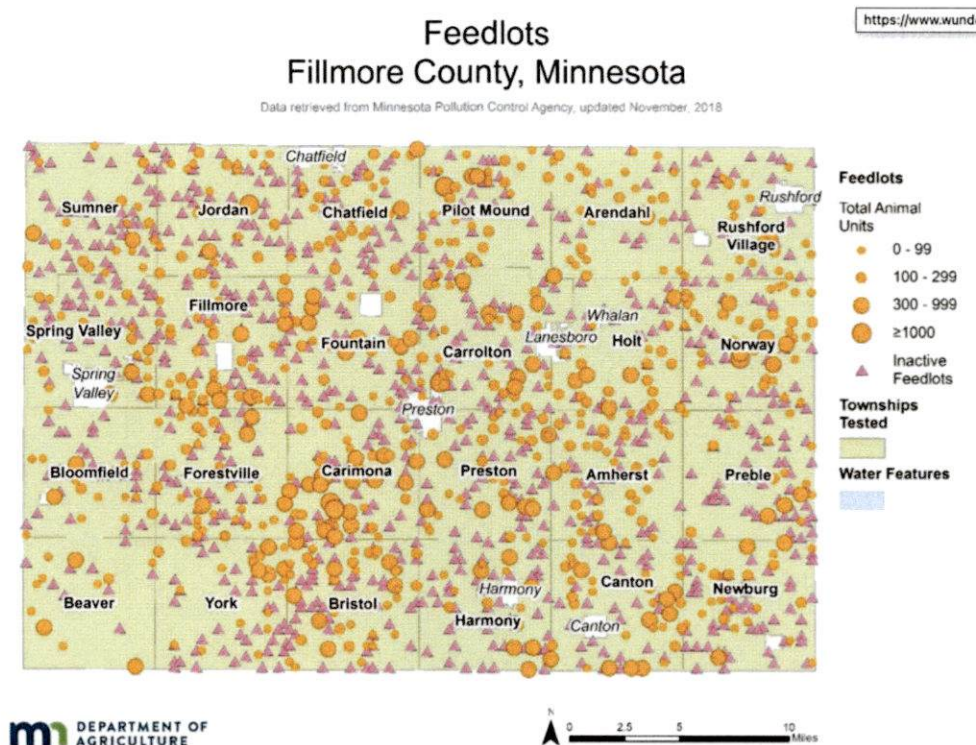 https://www.wund
Feedlots
Fillmore County, Minnesota
Data retrieved from Minnesota Pollution Control Agency, updated November, 2018
Chatfield
Rushford
Sumner
Jordan
Chatfield
Pilot Mound
Arendahl
Rushford
Village
Fillmore
Spring Valley
Fountain
Carrolton
Whalan
Lanesboro
Holt
Norway
Spring
Valley
Preston
Bloomfield
Forestville
Carimona
Preston
Amherst
Preble
Beaver
York
Bristol
Harmony
Harmony
Canton
Canton
Newburg
Feedlots
Total Animal
Units
0 - 99
100 - 299
300 - 999
≥1000
Inactive
Feedlots
Townships
Tested
Water Features
mn DEPARTMENT OF
AGRICULTURE
N
0 2.5 5 10
Miles